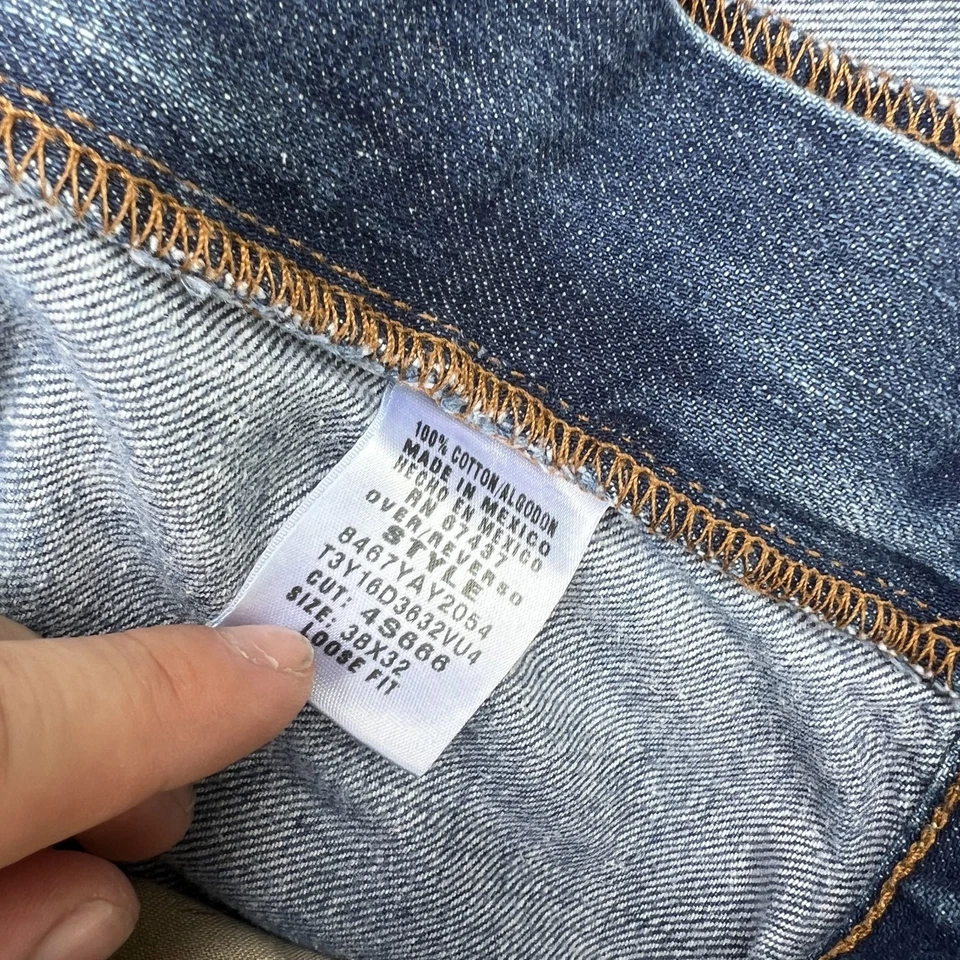 100% COTTON/ALGODON
MADE IN MEXICO
HECHO EN MEXICO
RN 67437
OVER/REVERSO
STYLE
8467YAY2054
T3Y16D3632VU4
CUT: 4S666
SIZE: 38X32
LOOSE FIT